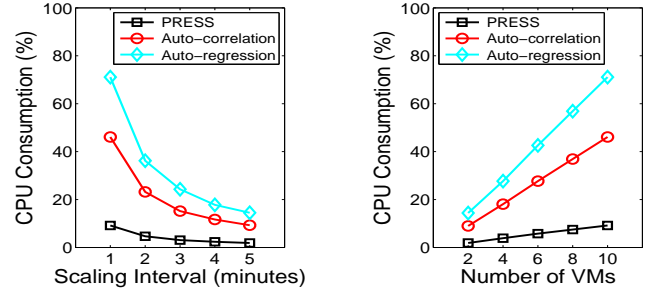 100
80
60
40
20
0
CPU Consumption (%)
PRESS
Auto−correlation
Auto−regression
1 2 3 4 5
Scaling Interval (minutes)
100
80
60
40
20
0
CPU Consumption (%)
PRESS
Auto−correlation
Auto−regression
2 4 6 8 10
Number of VMs